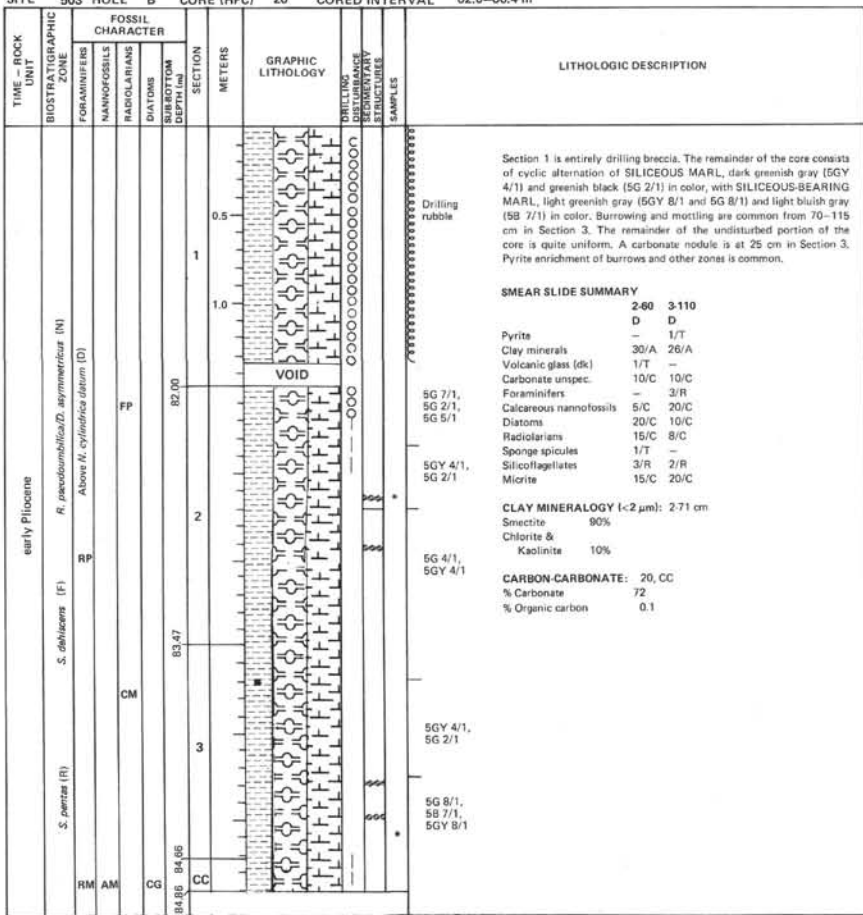 SITE 503 HOLE B CORE (HPC) 20 CORED INTERVAL
TIME – ROCK UNIT
BIOSTRATIGRAPHIC ZONE
FOSSIL CHARACTER
FORAMINIFERS
NANNOFOSSILS
RADIOLARIANS
DIATOMS
SUB-BOTTOM DEPTH (m)
SECTION
METERS
GRAPHIC LITHOLOGY
DRILLING DISTURBANCE
SEDIMENTARY STRUCTURES
SAMPLES
LITHOLOGIC DESCRIPTION
early Pliocene
R. pseudoumbilica/D. asymmetricus (N)
S. dehiscens (F)
S. pentas (R)
Above N. cylindrica datum (D)
RP
RM
AM
FP
CM
CG
82.00
83.47
84.66
84.86
1
2
3
CC
0.5
1.0
VOID
Drilling rubble
5G 7/1,
5G 2/1,
5G 5/1
5GY 4/1,
5G 2/1
*
5G 4/1,
5GY 4/1
5GY 4/1,
5G 2/1
5G 8/1,
5B 7/1,
5GY 8/1
*
Section 1 is entirely drilling breccia. The remainder of the core consists
of cyclic alternation of SILICEOUS MARL, dark greenish gray (5GY
4/1) and greenish black (5G 2/1) in color, with SILICEOUS-BEARING
MARL, light greenish gray (5GY 8/1 and 5G 8/1) and light bluish gray
(5B 7/1) in color. Burrowing and mottling are common from 70–115
cm in Section 3. The remainder of the undisturbed portion of the
core is quite uniform. A carbonate nodule is at 25 cm in Section 3.
Pyrite enrichment of burrows and other zones is common.
SMEAR SLIDE SUMMARY
2-60 3-110
D D
Pyrite – 1/T
Clay minerals 30/A 26/A
Volcanic glass (dk) 1/T –
Carbonate unspec. 10/C 10/C
Foraminifers – 3/R
Calcareous nannofossils 5/C 20/C
Diatoms 20/C 10/C
Radiolarians 15/C 8/C
Sponge spicules 1/T –
Silicoflagellates 3/R 2/R
Micrite 15/C 20/C
CLAY MINERALOGY (<2 μm): 2-71 cm
Smectite 90%
Chlorite &
Kaolinite 10%
CARBON-CARBONATE: 20, CC
% Carbonate 72
% Organic carbon 0.1